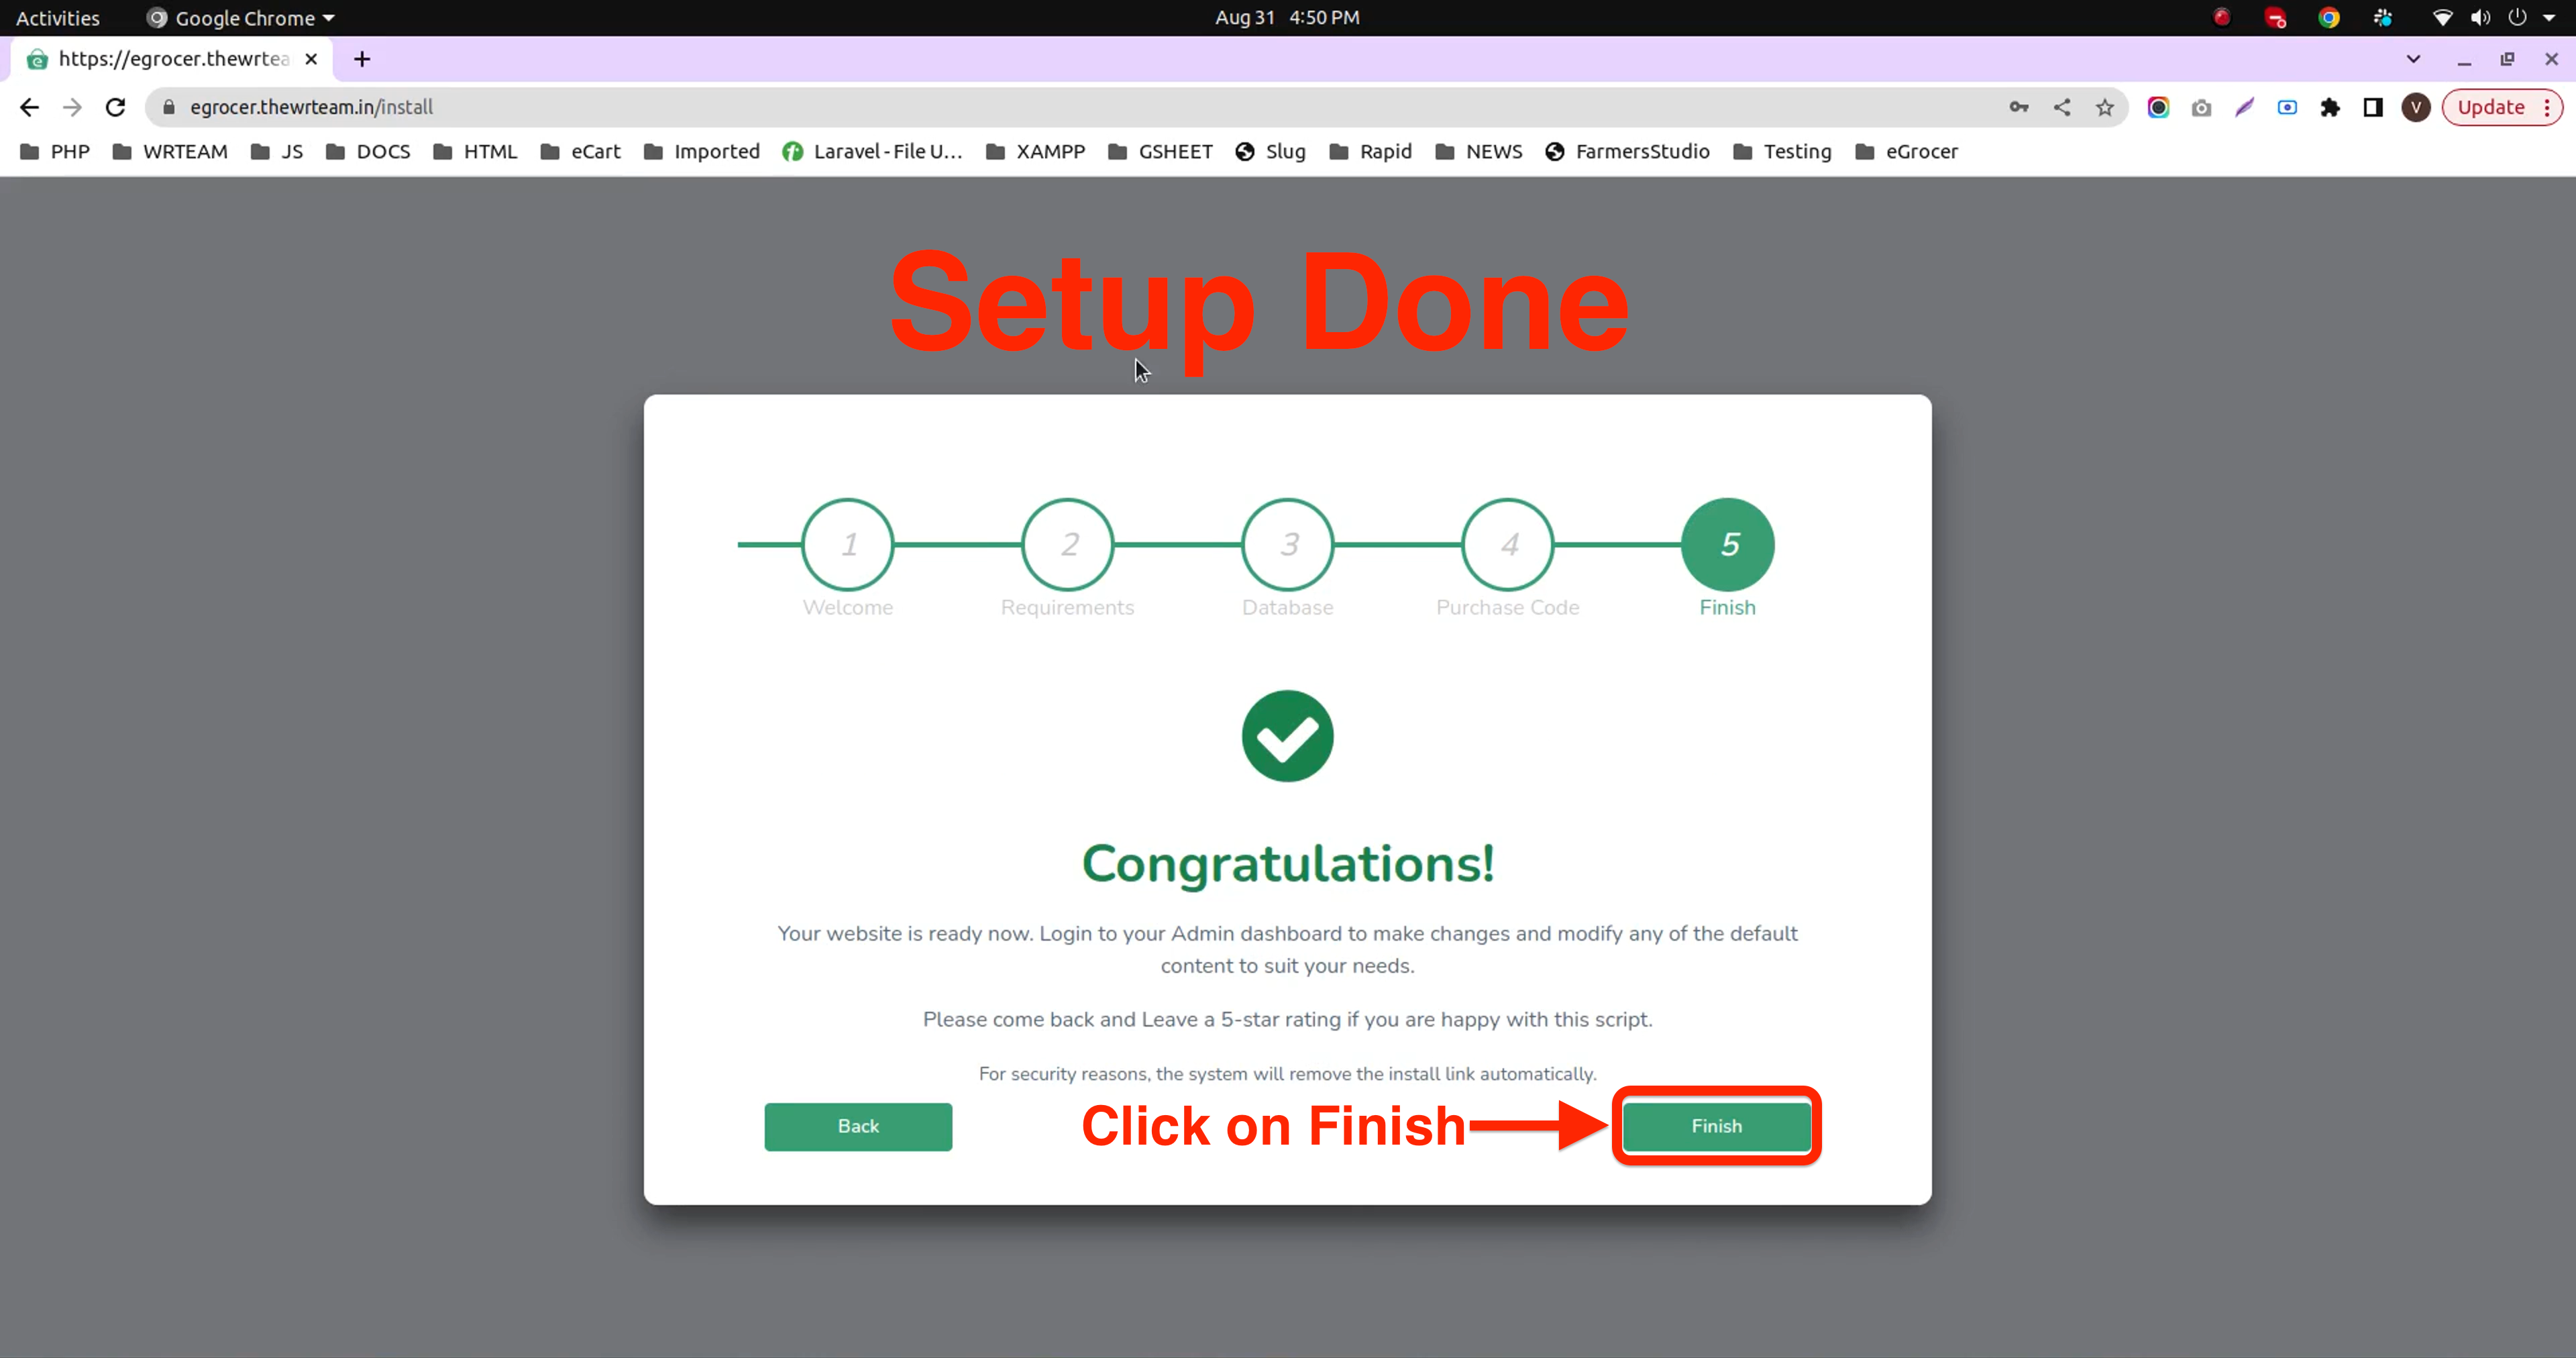 Activities Google Chrome Aug 31 4:50 PM
https://egrocer.thewrtea
egrocer.thewrteam.in/install V Update
PHP WRTEAM JS DOCS HTML eCart Imported Laravel - File U... XAMPP GSHEET Slug Rapid NEWS FarmersStudio Testing eGrocer
Setup Done
1 2 3 4 5
Welcome Requirements Database Purchase Code Finish
Congratulations!
Your website is ready now. Login to your Admin dashboard to make changes and modify any of the default
content to suit your needs.
Please come back and Leave a 5-star rating if you are happy with this script.
For security reasons, the system will remove the install link automatically.
Back Click on Finish Finish